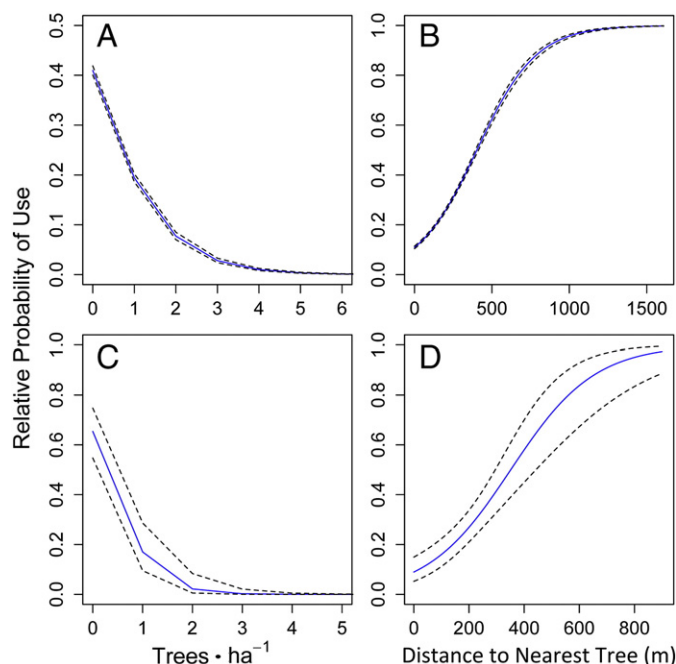 Relative Probability of Use
A
0.5
0.4
0.3
0.2
0.1
0.0
0 1 2 3 4 5 6
B
1.0
0.8
0.6
0.4
0.2
0.0
0 500 1000 1500
C
1.0
0.8
0.6
0.4
0.2
0.0
0 1 2 3 4 5
Trees · ha⁻¹
D
1.0
0.8
0.6
0.4
0.2
0.0
0 200 400 600 800
Distance to Nearest Tree (m)